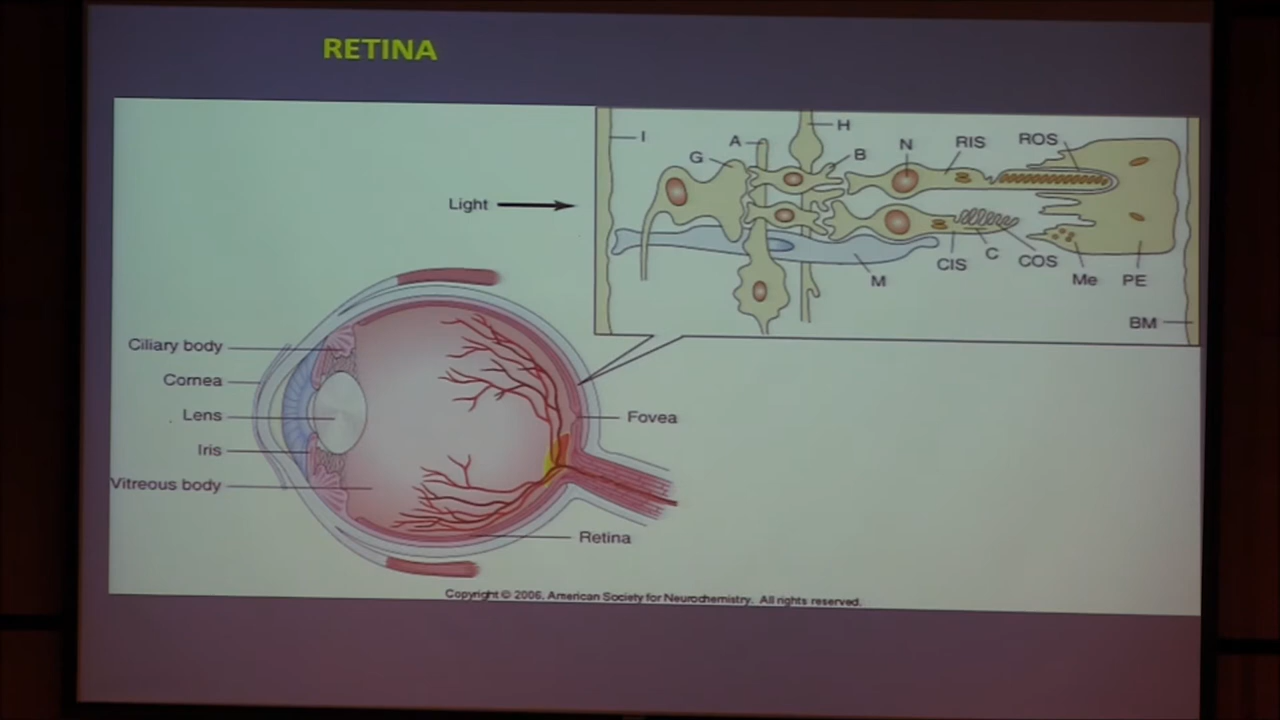 RETINA
I
A
H
G
B
N
RIS
ROS
Light
M
CIS
C
COS
Me
PE
BM
Ciliary body
Cornea
Lens
Iris
Vitreous body
Fovea
Retina
Copyright © 2006, American Society for Neurochemistry. All rights reserved.